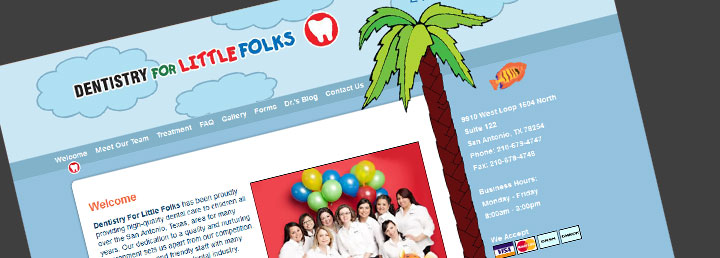 DENTISTRY FOR LITTLE FOLKS
Welcome Meet Our Team Treatment FAQ Gallery Forms Dr.'s Blog Contact Us
Welcome
Dentistry For Little Folks has been proudly
providing high-quality dental care to children all
over the San Antonio, Texas, area for many
years. Our dedication to a quality and nurturing
sets us apart from our competition
and friendly staff with many
dental industry.
9910 West Loop 1604 North
Suite 122
San Antonio, TX 78254
Phone: 210-679-4747
Fax: 210-679-4748
Business Hours:
Monday - Friday
8:00am - 5:00pm
We Accept
VISA